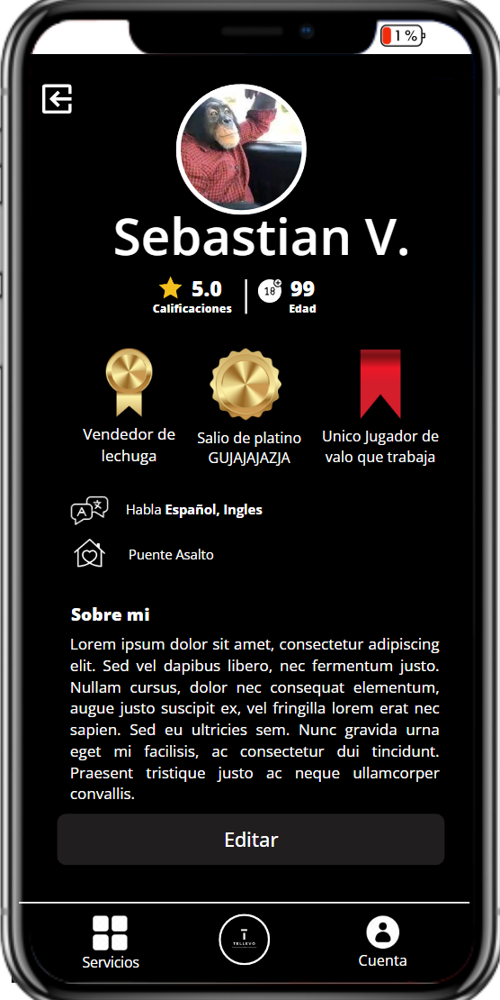 1 %
Sebastian V.
5.0
Calificaciones
18+
99
Edad
Vendedor de
lechuga
Salio de platino
GUJAJAJAZJA
Unico Jugador de
valo que trabaja
Habla Español, Ingles
Puente Asalto
Sobre mi
Lorem ipsum dolor sit amet, consectetur adipiscing
elit. Sed vel dapibus libero, nec fermentum justo.
Nullam cursus, dolor nec consequat elementum,
augue justo suscipit ex, vel fringilla lorem erat nec
sapien. Sed eu ultricies sem. Nunc gravida urna
eget mi facilisis, ac consectetur dui tincidunt.
Praesent tristique justo ac neque ullamcorper
convallis.
Editar
Servicios
TELLEVO
Cuenta